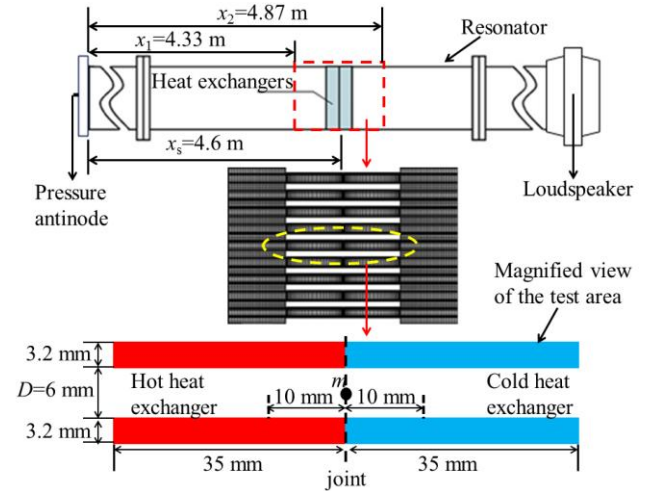 x2=4.87 m
x1=4.33 m
Resonator
Heat exchangers
xs=4.6 m
Pressure
antinode
Loudspeaker
Magnified view
of the test area
3.2 mm
D=6 mm
Hot heat
exchanger
m
10 mm
10 mm
Cold heat
exchanger
3.2 mm
35 mm
35 mm
joint